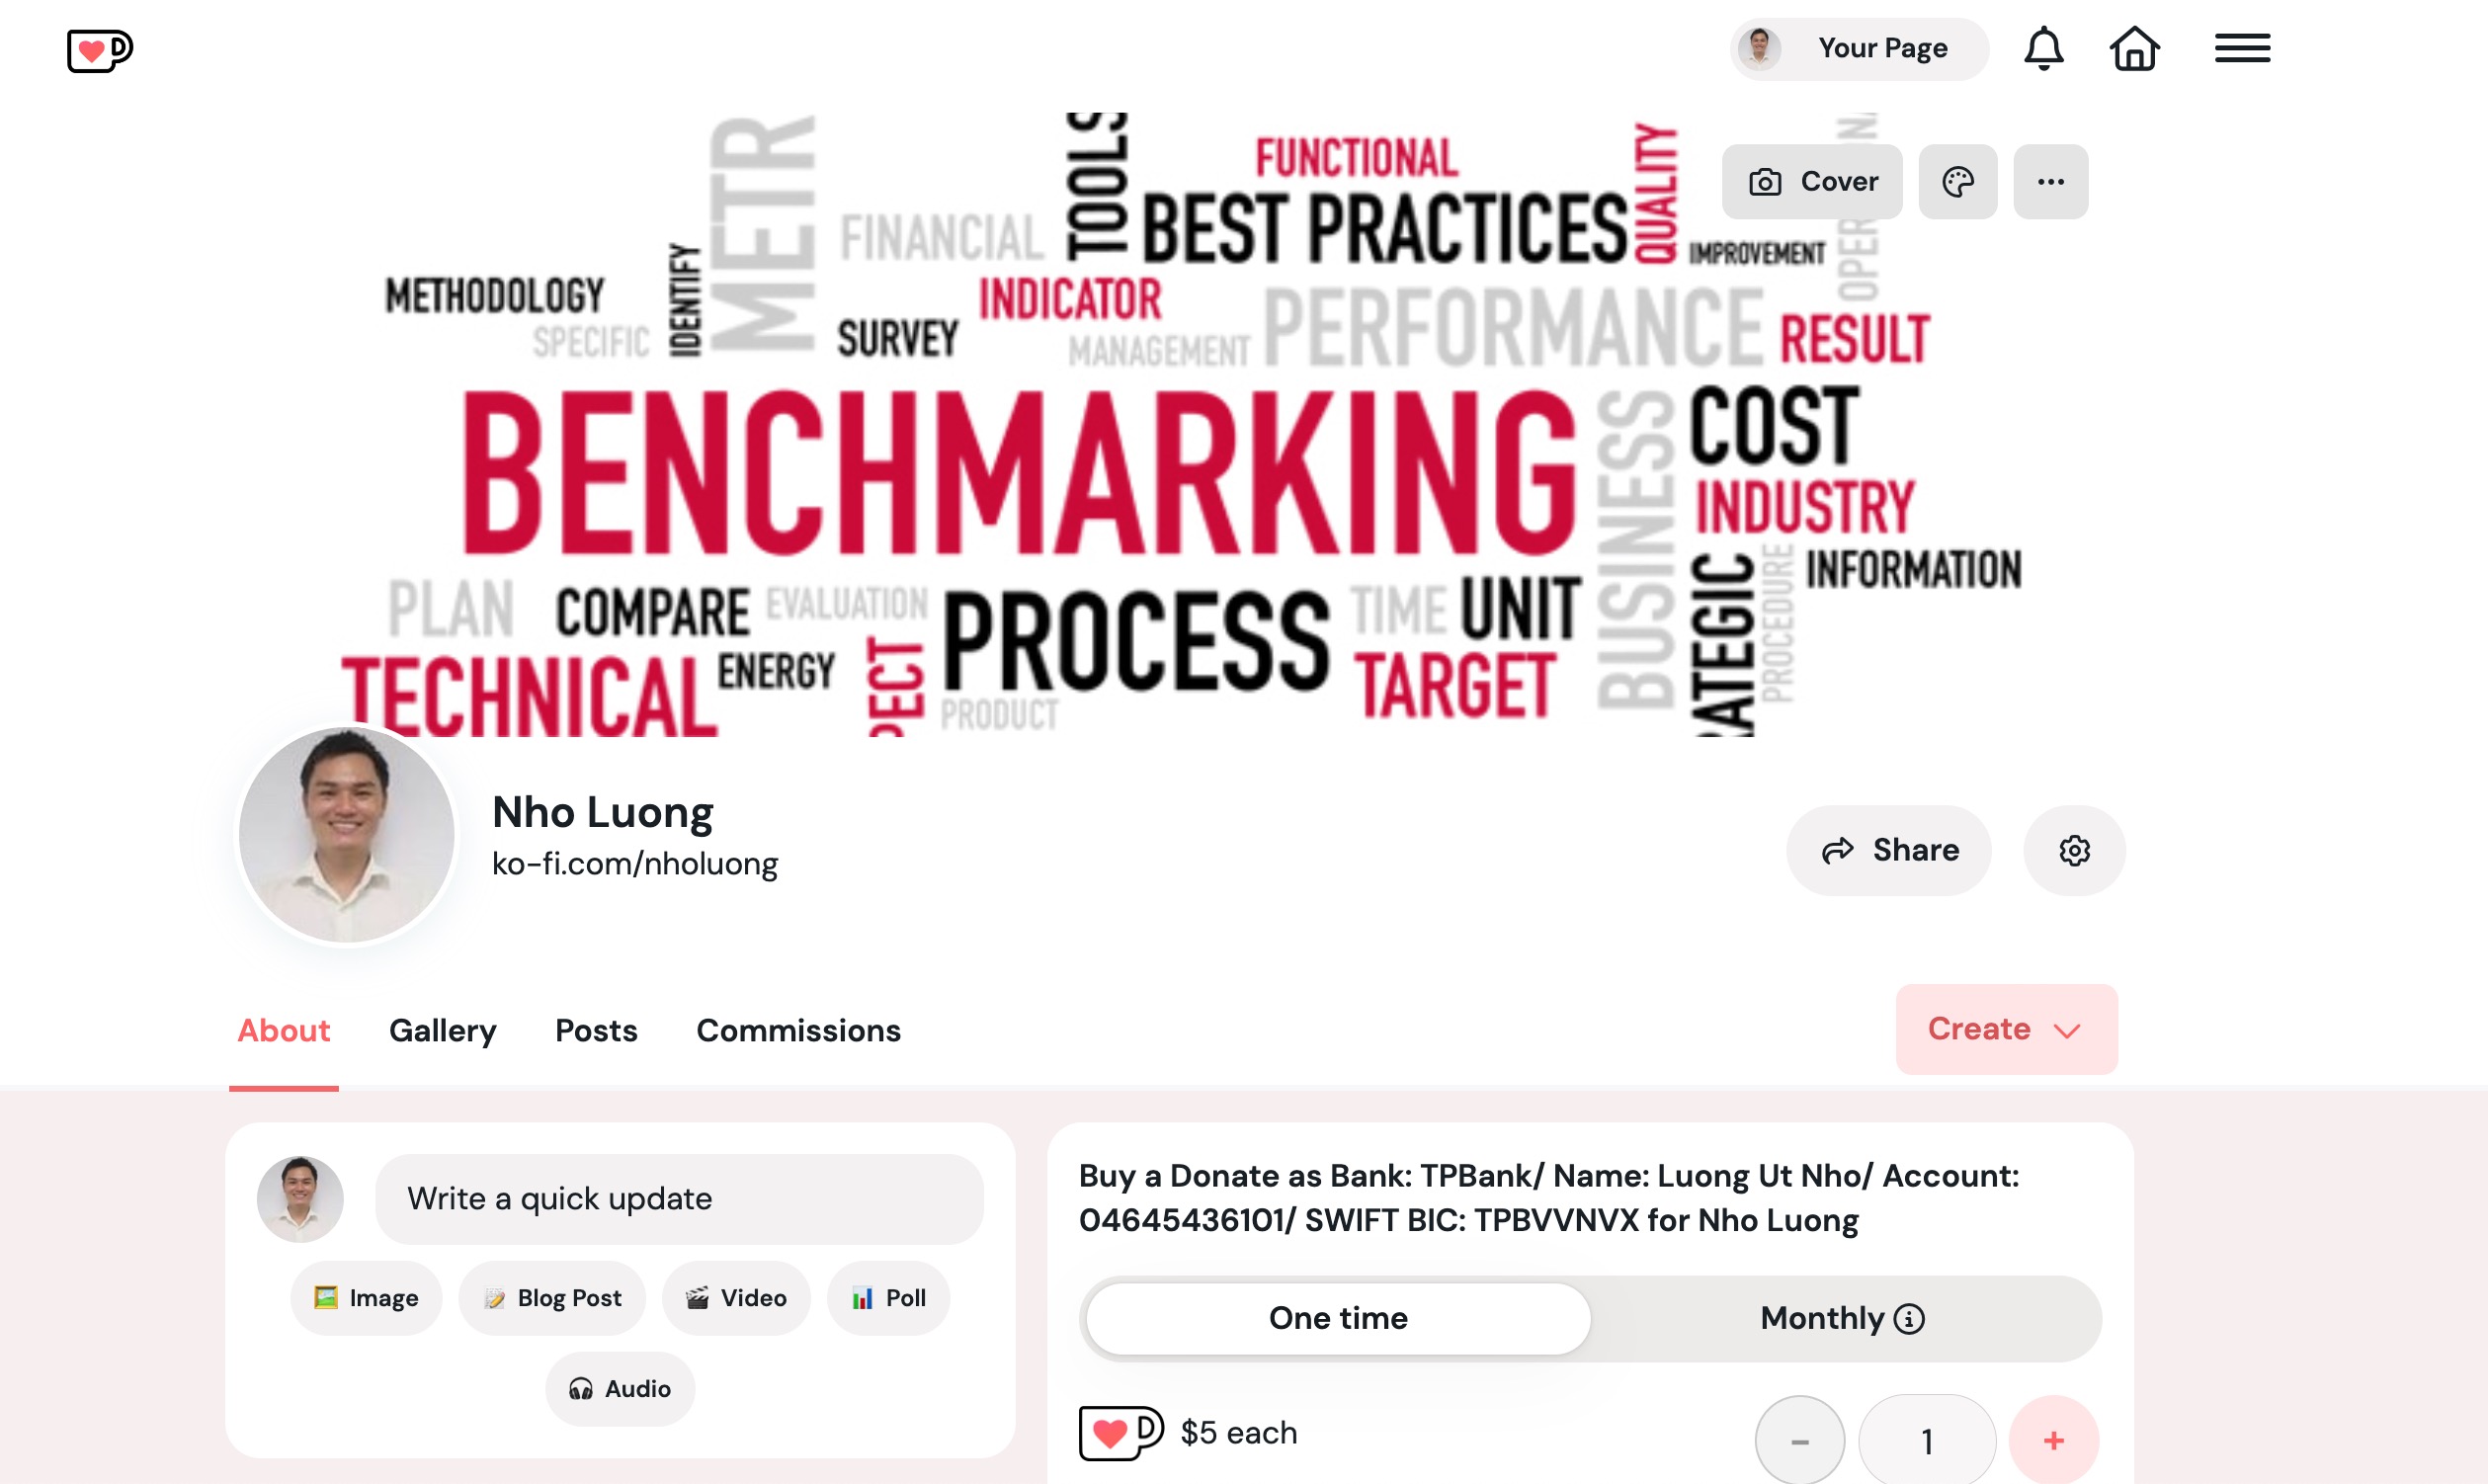 Your Page
Cover
METR
TOOLS
FUNCTIONAL
QUALITY
FINANCIAL
BEST PRACTICES
IMPROVEMENT
METHODOLOGY
IDENTIFY
INDICATOR
SPECIFIC
SURVEY
MANAGEMENT
PERFORMANCE
RESULT
BENCHMARKING
BUSINESS
COST
INDUSTRY
INFORMATION
PLAN
COMPARE
EVALUATION
PROCESS
TIME
UNIT
RATEGIC
PROCEDURE
TECHNICAL
ENERGY
PECT
PRODUCT
TARGET
Nho Luong
ko-fi.com/nholuong
Share
About Gallery Posts Commissions
Create
Write a quick update
Image Blog Post Video Poll
Audio
Buy a Donate as Bank: TPBank/ Name: Luong Ut Nho/ Account:
04645436101/ SWIFT BIC: TPBVVNVX for Nho Luong
One time Monthly
$5 each
- 1 +